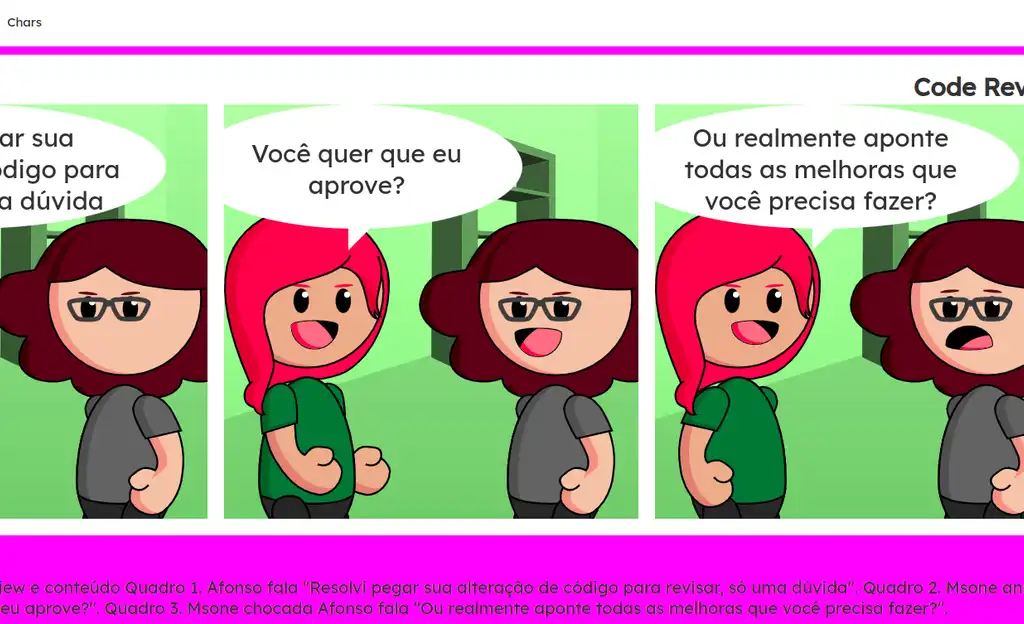 Chars
Code Rev
ar sua
ódigo para
a dúvida
Você quer que eu
aprove?
Ou realmente aponte
todas as melhoras que
você precisa fazer?
iew e conteúdo Quadro 1. Afonso fala "Resolvi pegar sua alteração de código para revisar, só uma dúvida". Quadro 2. Msone an
eu aprove?". Quadro 3. Msone chocada Afonso fala "Ou realmente aponte todas as melhoras que você precisa fazer?".